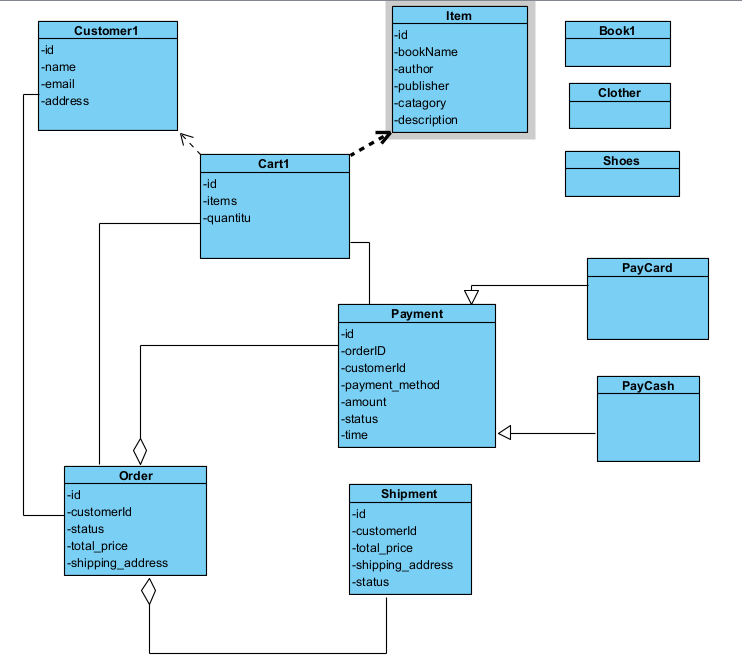 Customer1
-id
-name
-email
-address
Item
-id
-bookName
-author
-publisher
-catagory
-description
Book1
Clother
Shoes
Cart1
-id
-items
-quantitu
PayCard
Payment
-id
-orderID
-customerId
-payment_method
-amount
-status
-time
PayCash
Order
-id
-customerId
-status
-total_price
-shipping_address
Shipment
-id
-customerId
-total_price
-shipping_address
-status